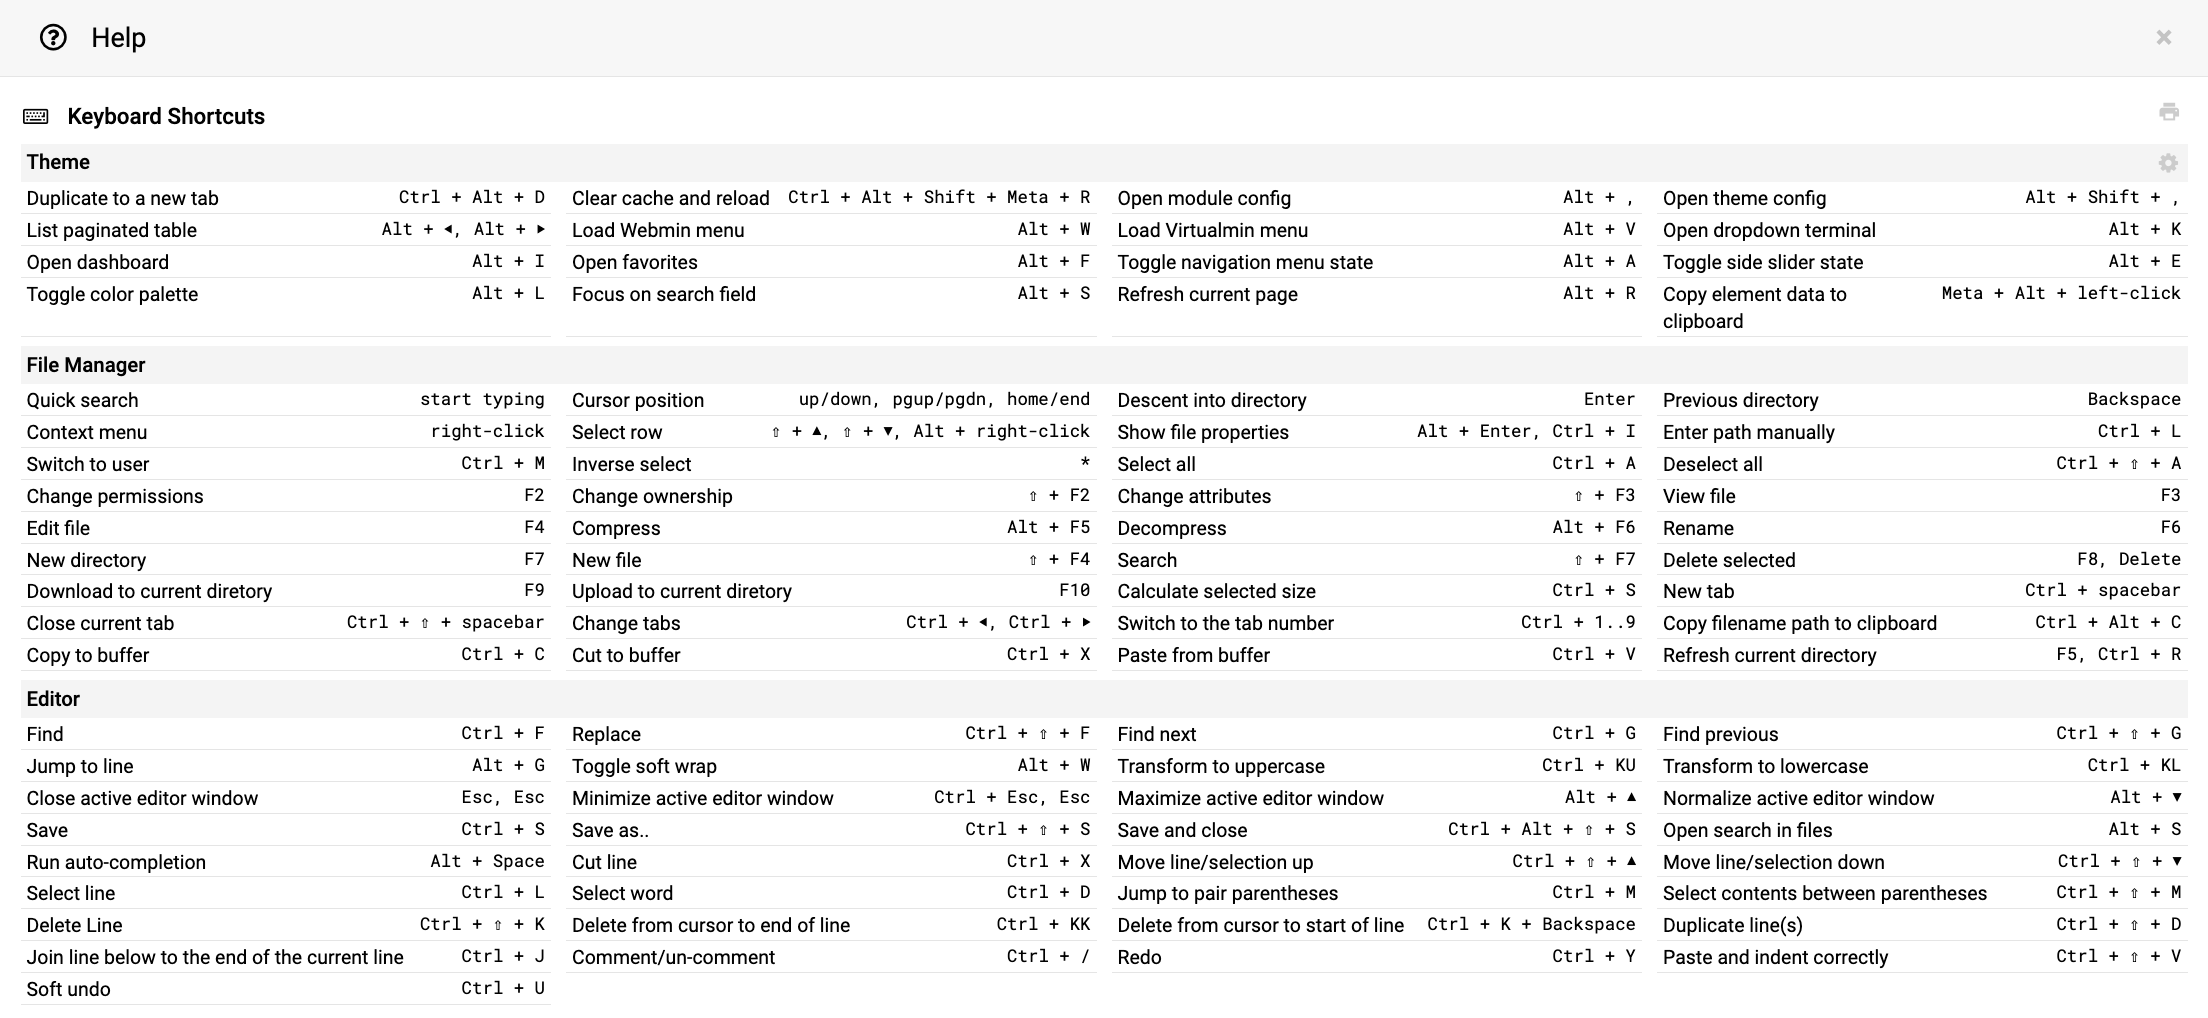 Help
Keyboard Shortcuts
Theme
Duplicate to a new tab Ctrl + Alt + D Clear cache and reload Ctrl + Alt + Shift + Meta + R Open module config Alt + , Open theme config Alt + Shift + ,
List paginated table Alt + ◂, Alt + ▸ Load Webmin menu Alt + W Load Virtualmin menu Alt + V Open dropdown terminal Alt + K
Open dashboard Alt + I Open favorites Alt + F Toggle navigation menu state Alt + A Toggle side slider state Alt + E
Toggle color palette Alt + L Focus on search field Alt + S Refresh current page Alt + R Copy element data to Meta + Alt + left-click
clipboard
File Manager
Quick search start typing Cursor position up/down, pgup/pgdn, home/end Descent into directory Enter Previous directory Backspace
Context menu right-click Select row ⇧ + ▲, ⇧ + ▼, Alt + right-click Show file properties Alt + Enter, Ctrl + I Enter path manually Ctrl + L
Switch to user Ctrl + M Inverse select * Select all Ctrl + A Deselect all Ctrl + ⇧ + A
Change permissions F2 Change ownership ⇧ + F2 Change attributes ⇧ + F3 View file F3
Edit file F4 Compress Alt + F5 Decompress Alt + F6 Rename F6
New directory F7 New file ⇧ + F4 Search ⇧ + F7 Delete selected F8, Delete
Download to current diretory F9 Upload to current diretory F10 Calculate selected size Ctrl + S New tab Ctrl + spacebar
Close current tab Ctrl + ⇧ + spacebar Change tabs Ctrl + ◂, Ctrl + ▸ Switch to the tab number Ctrl + 1..9 Copy filename path to clipboard Ctrl + Alt + C
Copy to buffer Ctrl + C Cut to buffer Ctrl + X Paste from buffer Ctrl + V Refresh current directory F5, Ctrl + R
Editor
Find Ctrl + F Replace Ctrl + ⇧ + F Find next Ctrl + G Find previous Ctrl + ⇧ + G
Jump to line Alt + G Toggle soft wrap Alt + W Transform to uppercase Ctrl + KU Transform to lowercase Ctrl + KL
Close active editor window Esc, Esc Minimize active editor window Ctrl + Esc, Esc Maximize active editor window Alt + ▲ Normalize active editor window Alt + ▼
Save Ctrl + S Save as.. Ctrl + ⇧ + S Save and close Ctrl + Alt + ⇧ + S Open search in files Alt + S
Run auto-completion Alt + Space Cut line Ctrl + X Move line/selection up Ctrl + ⇧ + ▲ Move line/selection down Ctrl + ⇧ + ▼
Select line Ctrl + L Select word Ctrl + D Jump to pair parentheses Ctrl + M Select contents between parentheses Ctrl + ⇧ + M
Delete Line Ctrl + ⇧ + K Delete from cursor to end of line Ctrl + KK Delete from cursor to start of line Ctrl + K + Backspace Duplicate line(s) Ctrl + ⇧ + D
Join line below to the end of the current line Ctrl + J Comment/un-comment Ctrl + / Redo Ctrl + Y Paste and indent correctly Ctrl + ⇧ + V
Soft undo Ctrl + U